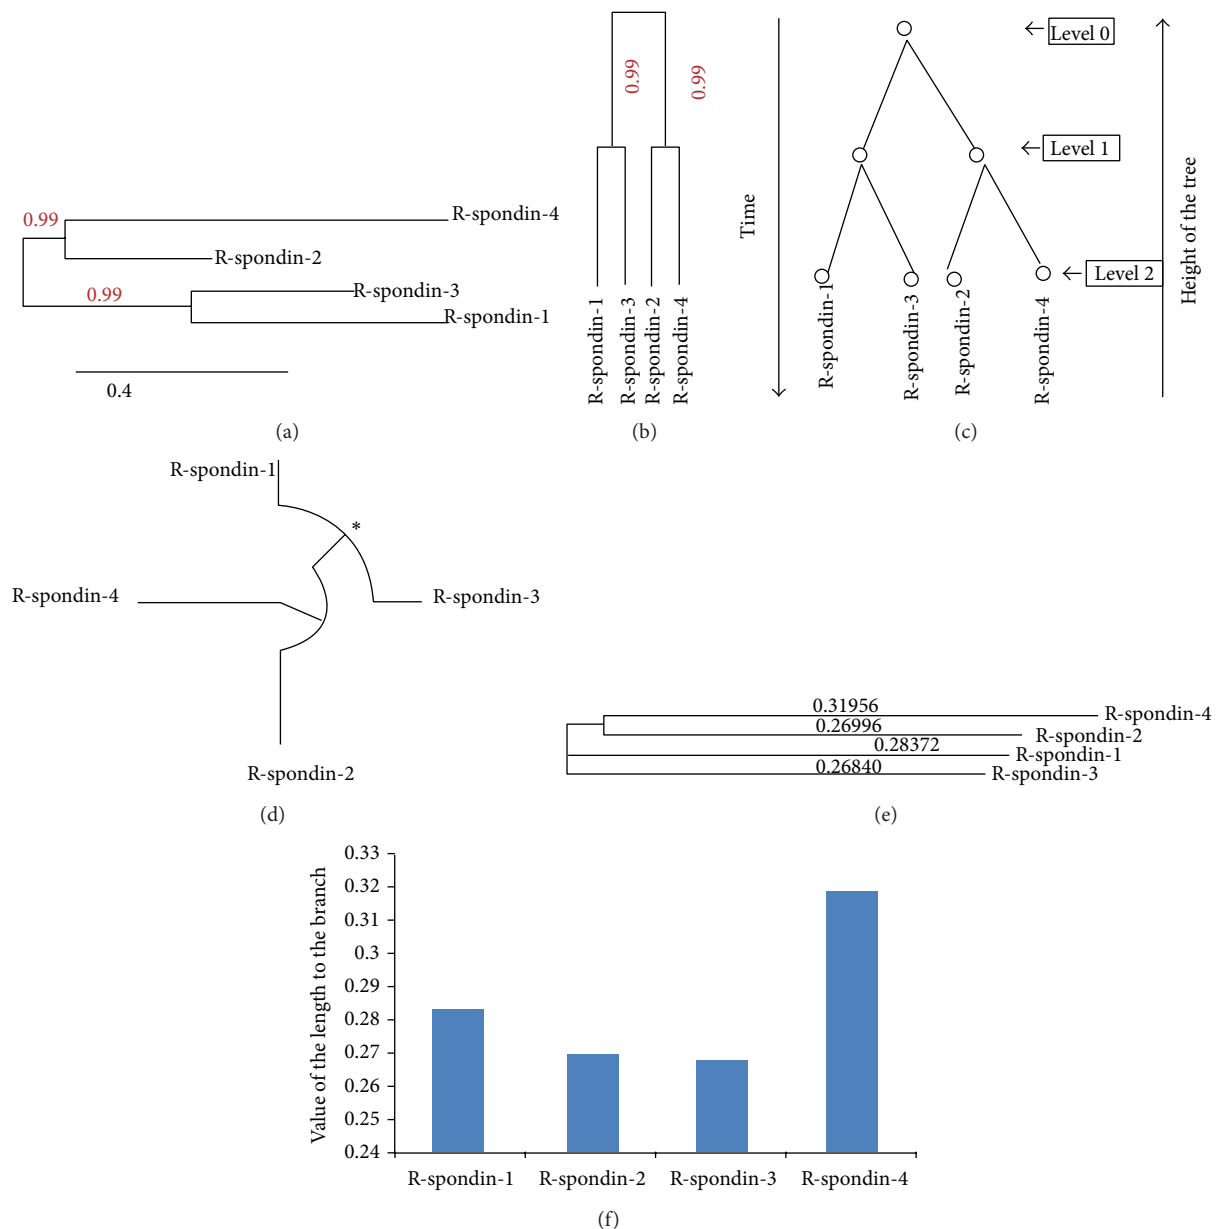 0.99
R-spondin-4
R-spondin-2
0.99
R-spondin-3
R-spondin-1
0.4
(a)
0.99
0.99
R-spondin-1
R-spondin-3
R-spondin-2
R-spondin-4
(b)
Time
Level 0
Level 1
Level 2
R-spondin-1
R-spondin-3
R-spondin-2
R-spondin-4
Height of the tree
(c)
R-spondin-1
*
R-spondin-4
R-spondin-3
R-spondin-2
(d)
0.31956
R-spondin-4
0.26996
R-spondin-2
0.28372
R-spondin-1
0.26840
R-spondin-3
(e)
Value of the length to the branch
0.33
0.32
0.31
0.3
0.29
0.28
0.27
0.26
0.25
0.24
R-spondin-1 R-spondin-2 R-spondin-3 R-spondin-4
(f)